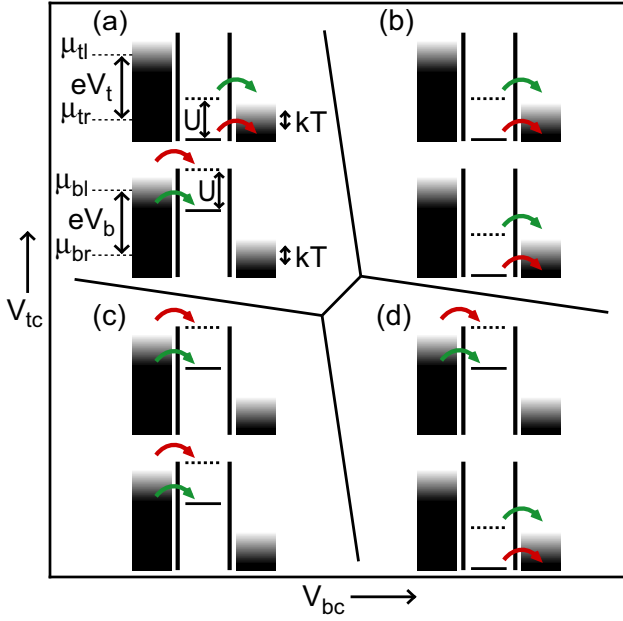 (a)
(b)
μtl
eVt
μtr
U
kT
μbl
U
eVb
μbr
kT
Vtc
(c)
(d)
Vbc